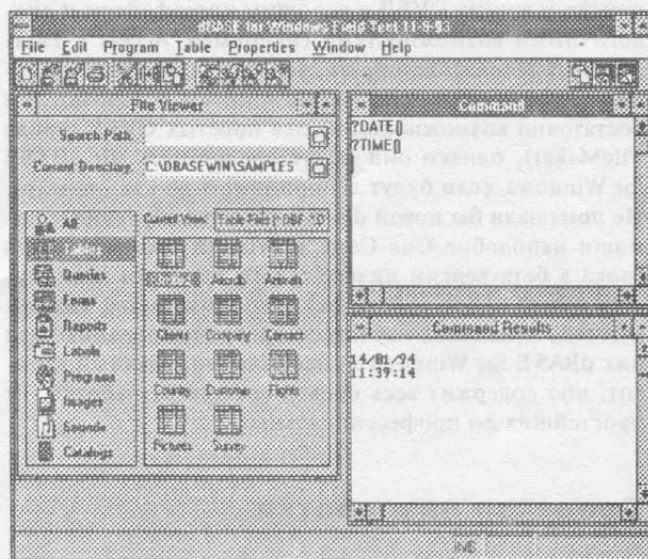 dBASE for Windows Field Test 11-9-93
File Edit Program Table Properties Window Help
File Viewer
Search Path:
Current Directory: C:\DBASEWIN\SAMPLES
All
Tables
Queries
Forms
Reports
Labels
Programs
Images
Sounds
Catalogs
Current View: Table Files
Aircraft Animals
Clients Company Contact
Country Customer Flights
Pictures Survey
Command
?DATE()
?TIME()
Command Results
14/01/94
11:39:14
INS